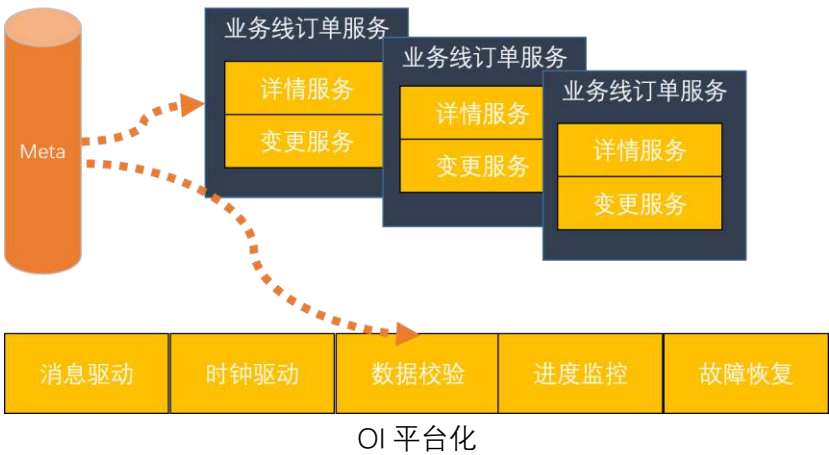 业务线订单服务
详情服务
变更服务
业务线订单服务
详情服务
变更服务
业务线订单服务
详情服务
变更服务
Meta
消息驱动
时钟驱动
数据校验
进度监控
故障恢复
OI 平台化